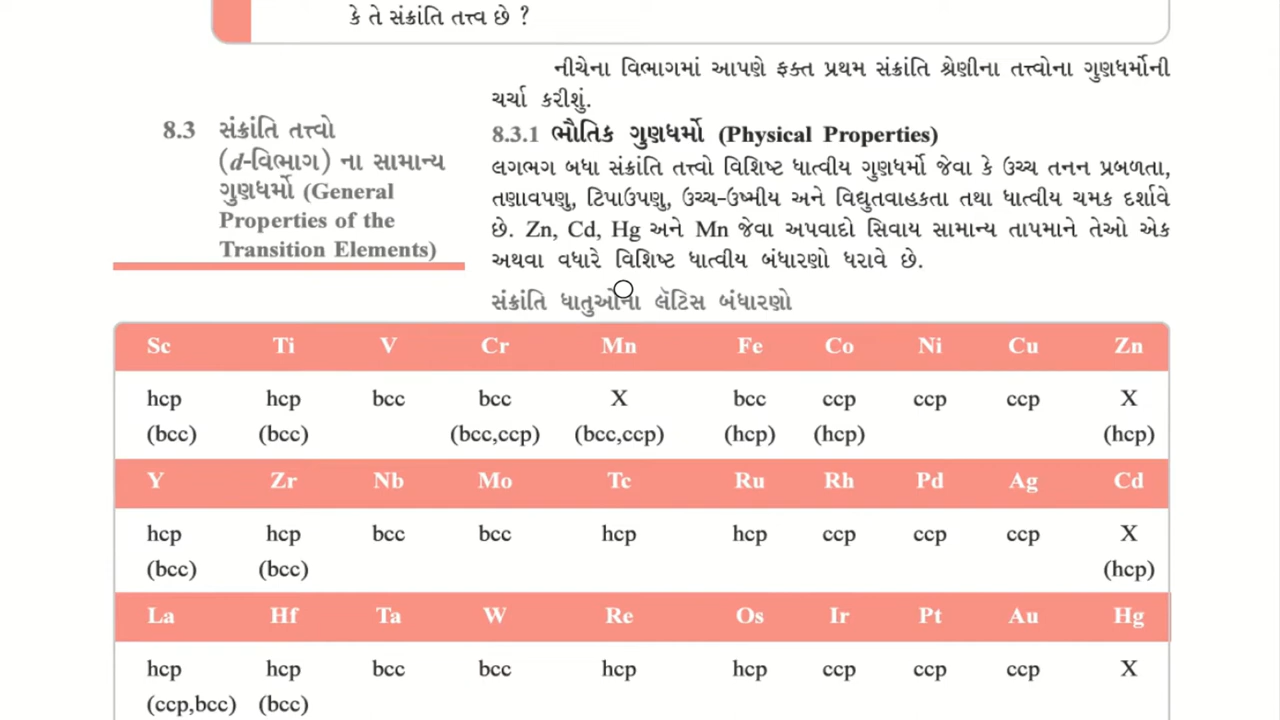 કે તે સંક્રાંતિ તત્ત્વ છે ?
નીચેના વિભાગમાં આપણે ફક્ત પ્રથમ સંક્રાંતિ શ્રેણીના તત્ત્વોના ગુણધર્મોની
ચર્ચા કરીશું.
8.3 સંક્રાંતિ તત્ત્વો
(d-વિભાગ) ના સામાન્ય
ગુણધર્મો (General
Properties of the
Transition Elements)
8.3.1 ભૌતિક ગુણધર્મો (Physical Properties)
લગભગ બધા સંક્રાંતિ તત્ત્વો વિશિષ્ટ ધાત્વીય ગુણધર્મો જેવા કે ઉચ્ચ તનન પ્રબળતા,
તણાવપણુ, ટિપાઉપણુ, ઉચ્ચ-ઉષ્મીય અને વિદ્યુતવાહકતા તથા ધાત્વીય ચમક દર્શાવે
છે. Zn, Cd, Hg અને Mn જેવા અપવાદો સિવાય સામાન્ય તાપમાને તેઓ એક
અથવા વધારે વિશિષ્ટ ધાત્વીય બંધારણો ધરાવે છે.
સંક્રાંતિ ધાતુઓના લૅટિસ બંધારણો
Sc Ti V Cr Mn Fe Co Ni Cu Zn
hcp hcp bcc bcc X bcc ccp ccp ccp X
(bcc) (bcc) (bcc,ccp) (bcc,ccp) (hcp) (hcp) (hcp)
Y Zr Nb Mo Tc Ru Rh Pd Ag Cd
hcp hcp bcc bcc hcp hcp ccp ccp ccp X
(bcc) (bcc) (hcp)
La Hf Ta W Re Os Ir Pt Au Hg
hcp hcp bcc bcc hcp hcp ccp ccp ccp X
(ccp,bcc) (bcc)